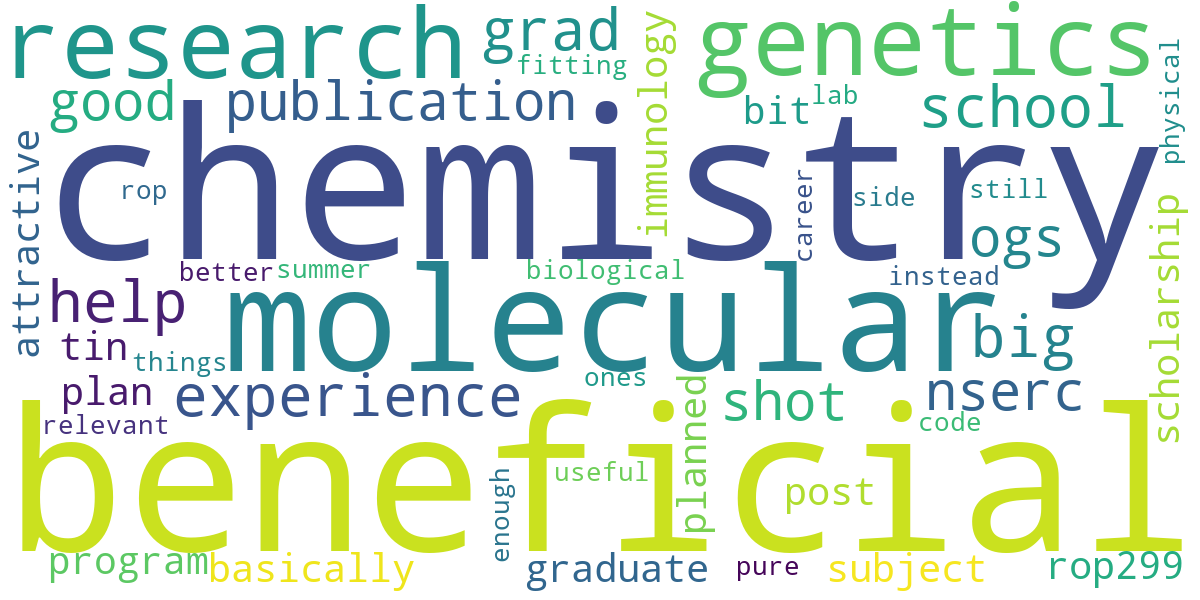 research
grad
genetics
fitting
immunology
physical
good
publication
bit
lab
school
chemistry
attractive
rop
career
side
still
ogs
scholarship
better
summer
biological
instead
help
molecular
big
tin
things
plan
experience
ones
planned
shot
nserc
relevant
code
beneficial
enough
useful
post
program
basically
graduate
pure
subject
rop299